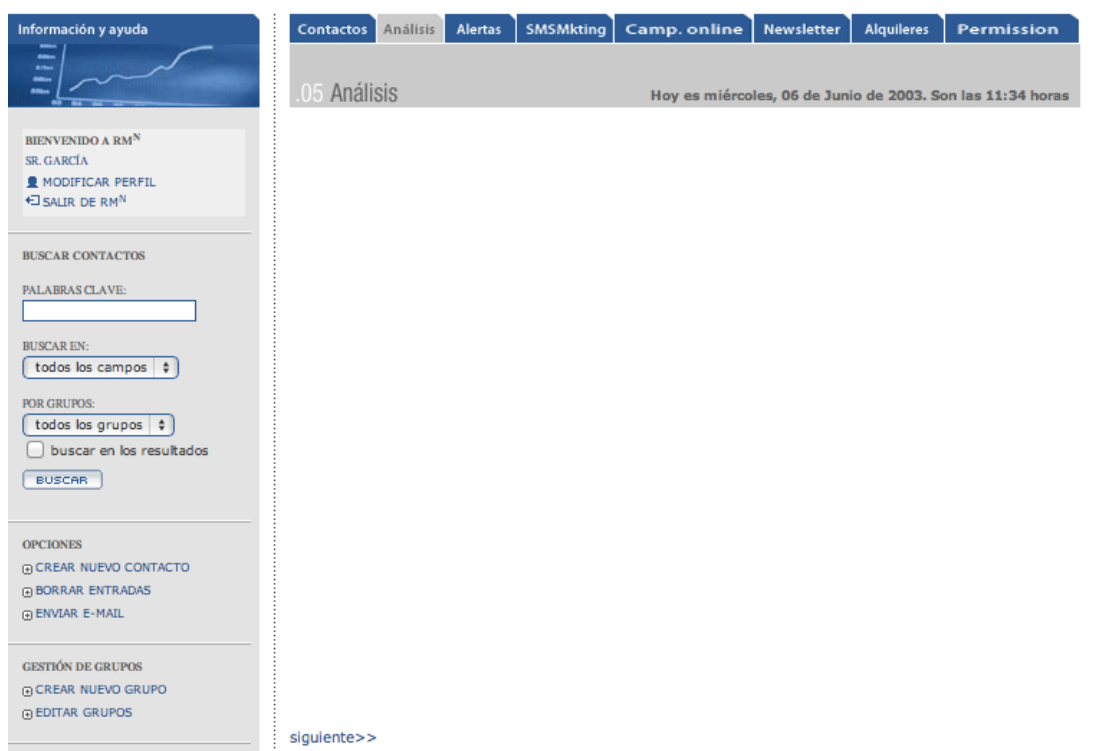 Información y ayuda
BIENVENIDO A RMᴺ
SR. GARCÍA
MODIFICAR PERFIL
SALIR DE RMᴺ
BUSCAR CONTACTOS
PALABRAS CLAVE:
BUSCAR EN:
todos los campos
POR GRUPOS:
todos los grupos
buscar en los resultados
BUSCAR
OPCIONES
CREAR NUEVO CONTACTO
BORRAR ENTRADAS
ENVIAR E-MAIL
GESTIÓN DE GRUPOS
CREAR NUEVO GRUPO
EDITAR GRUPOS
Contactos Análisis Alertas SMSMkting Camp. online Newsletter Alquileres Permission
.05 Análisis
Hoy es miércoles, 06 de Junio de 2003. Son las 11:34 horas
siguiente>>